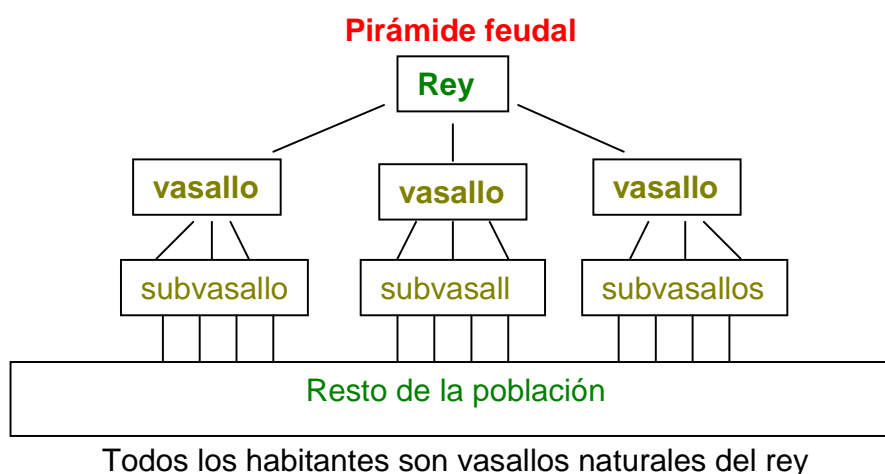 Pirámide feudal
Rey
vasallo vasallo vasallo
subvasallo subvasall subvasallos
Resto de la población
Todos los habitantes son vasallos naturales del rey